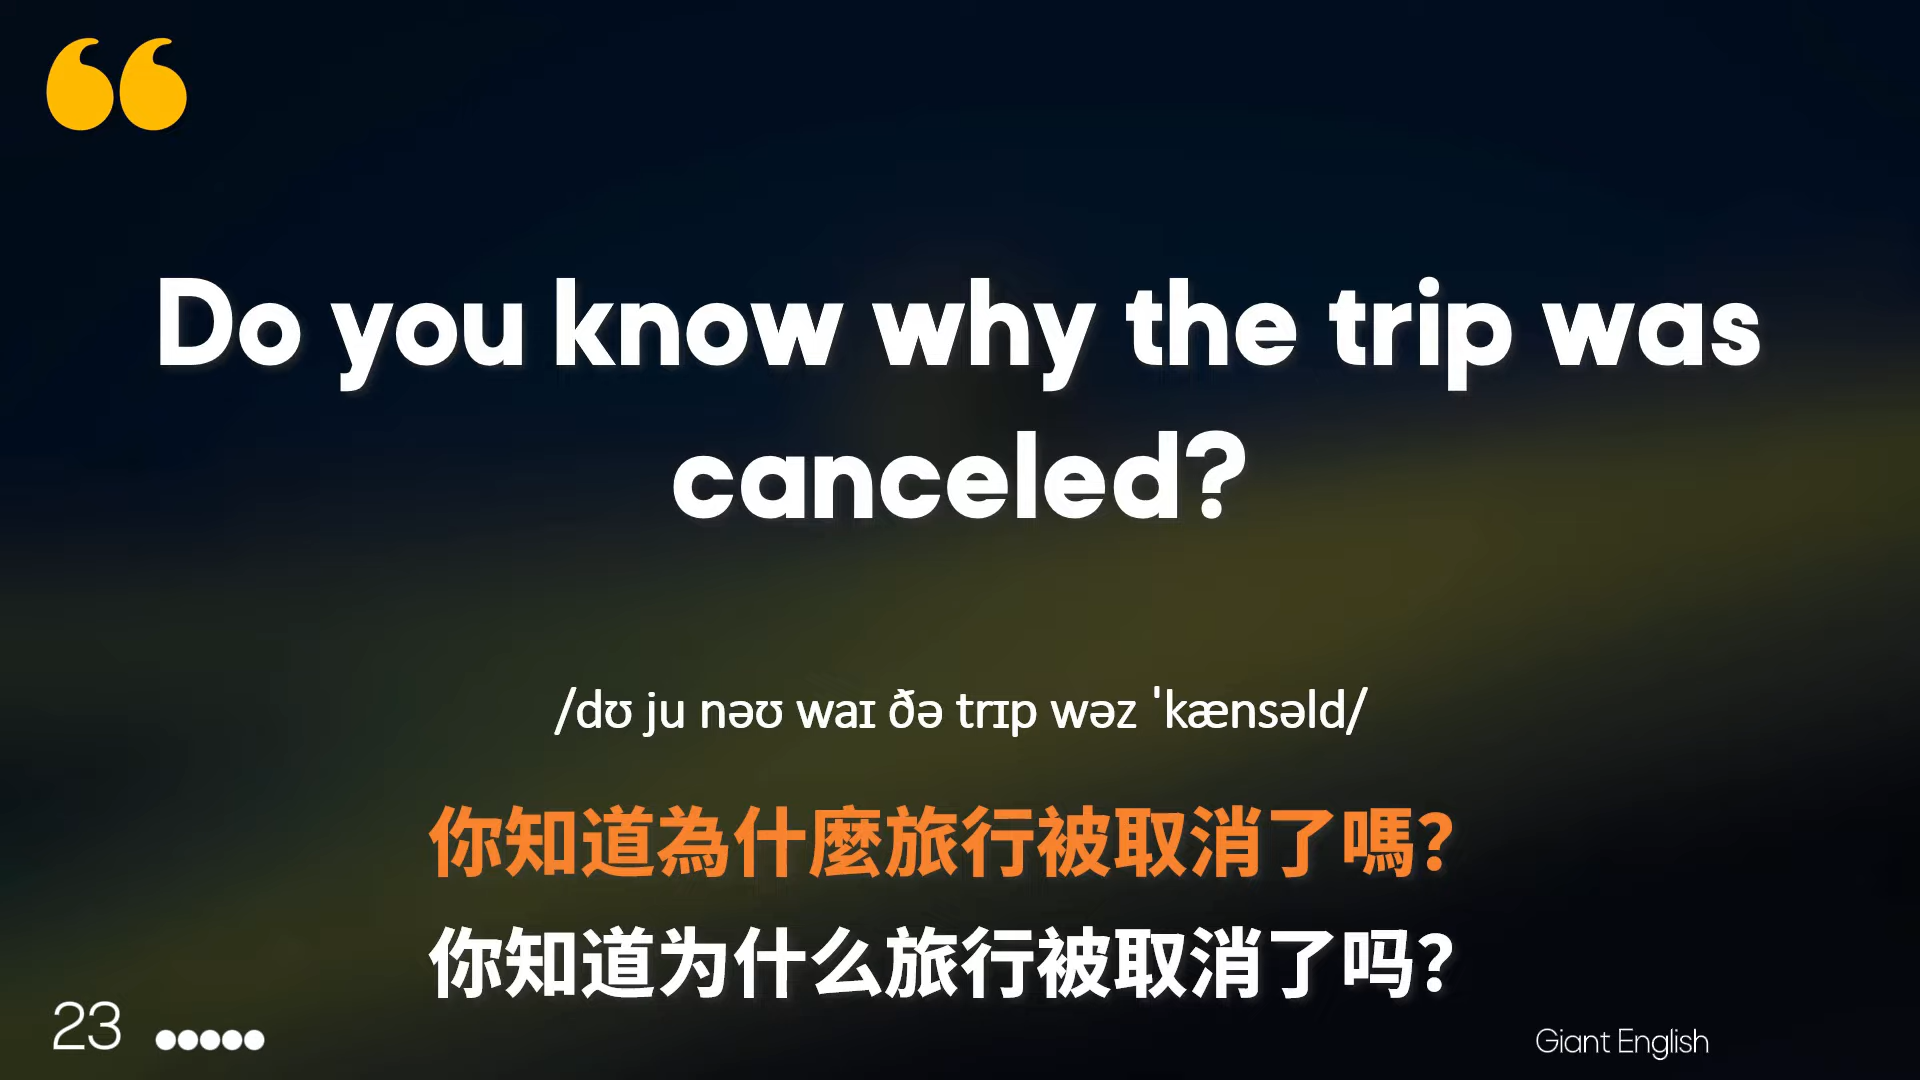 Do you know why the trip was
canceled?
/dʊ ju nəʊ waɪ ðə trɪp wəz ˈkænsəld/
你知道為什麼旅行被取消了嗎？
你知道为什么旅行被取消了吗？
23
Giant English